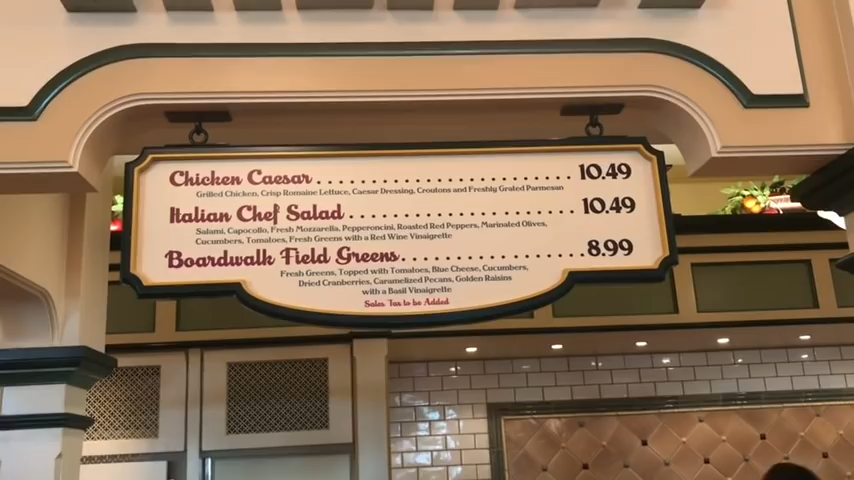 Chicken Caesar 10.49
Grilled Chicken, Crisp Romaine Lettuce, Caesar Dressing, Croutons and Freshly Grated Parmesan
Italian Chef Salad 10.49
Salami, Capocollo, Fresh Mozzarella, Pepperoncini, Roasted Red Peppers, Marinated Olives,
Cucumbers, Tomatoes, Fresh Greens with a Red Wine Vinaigrette
Boardwalk Field Greens 8.99
Fresh Greens, Topped with Tomatoes, Blue Cheese, Cucumbers,
Dried Cranberries, Caramelized Pecans, Golden Raisins
with a Basil Vinaigrette
Sales Tax to be Added